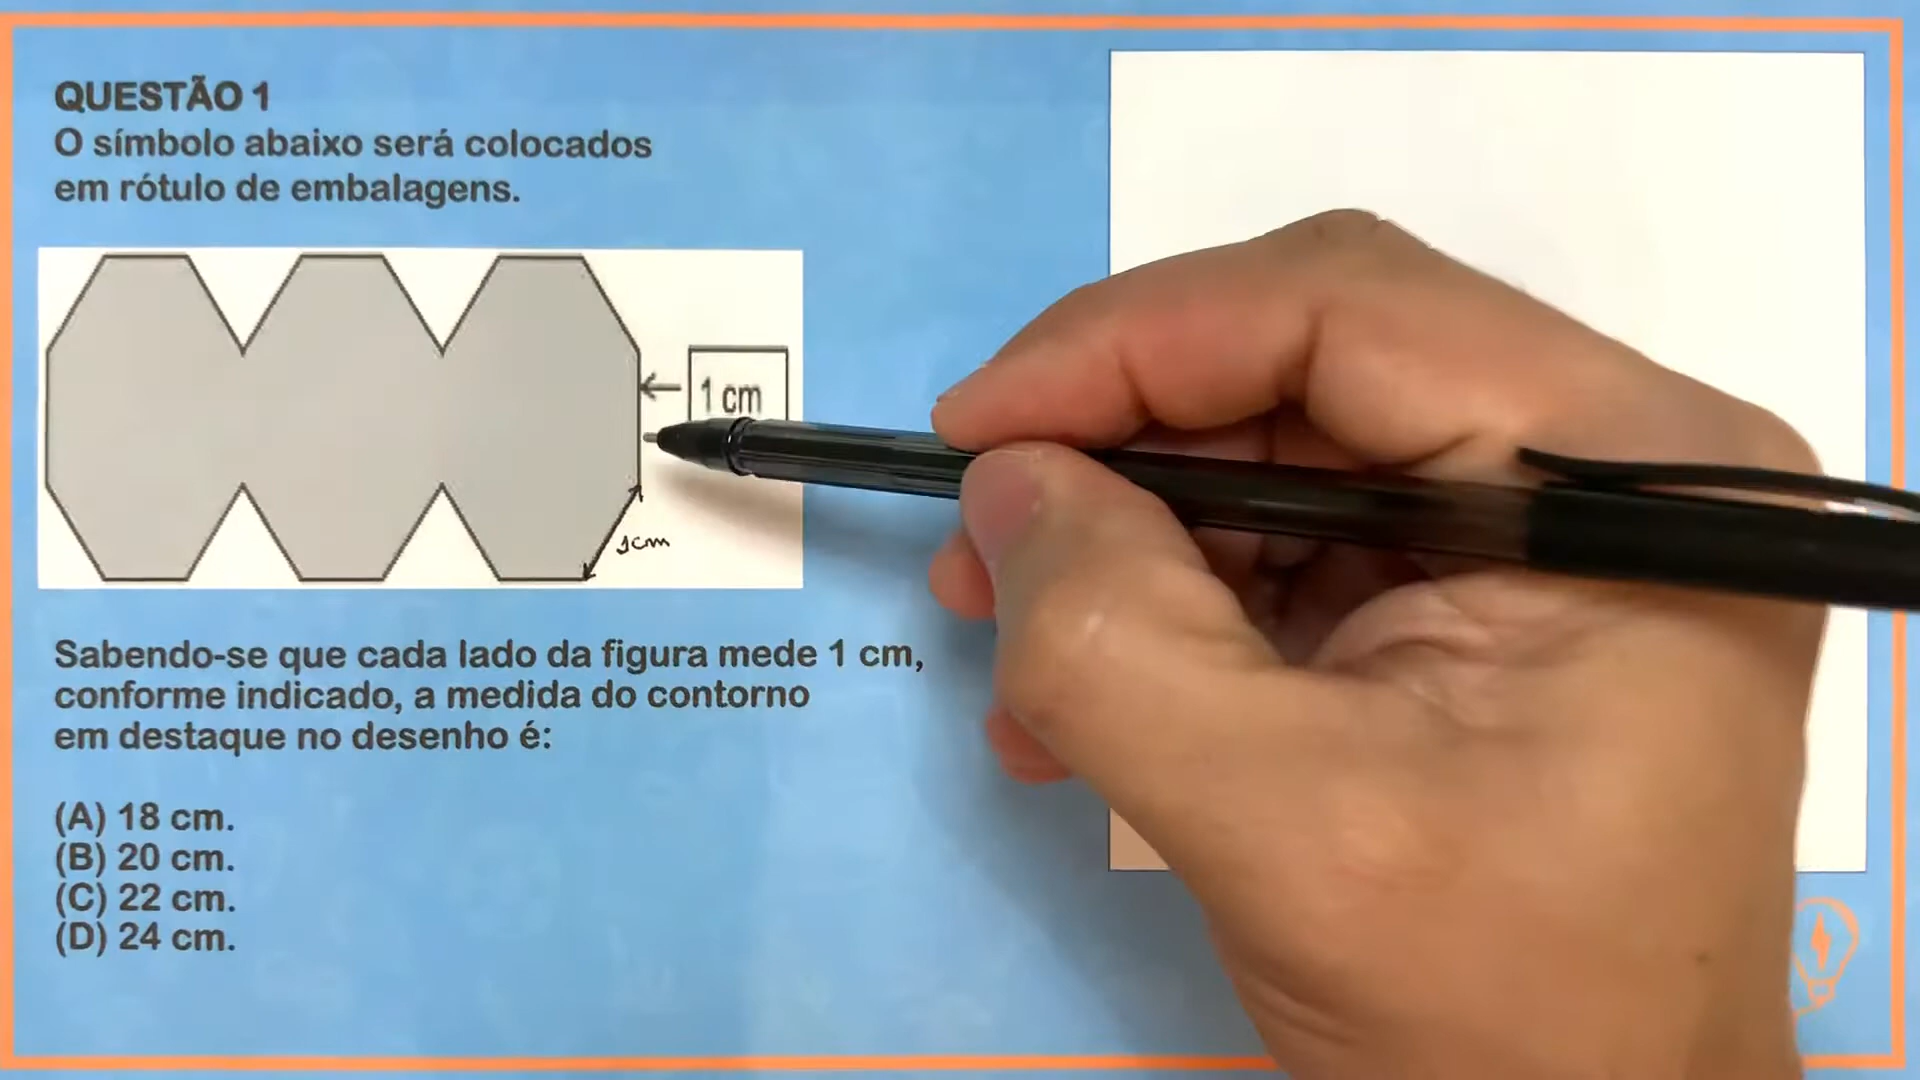 QUESTÃO 1
O símbolo abaixo será colocados
em rótulo de embalagens.
1 cm
1cm
Sabendo-se que cada lado da figura mede 1 cm,
conforme indicado, a medida do contorno
em destaque no desenho é:
(A) 18 cm.
(B) 20 cm.
(C) 22 cm.
(D) 24 cm.